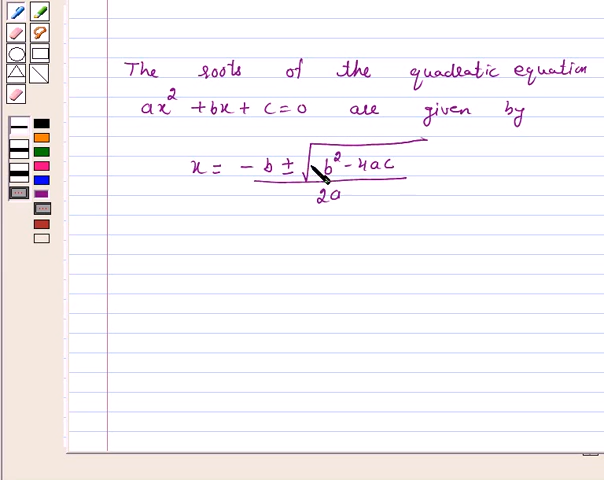 The roots of the quadratic equation
ax² + bx + c = 0 are given by
x = - b ± √b² - 4ac
2a